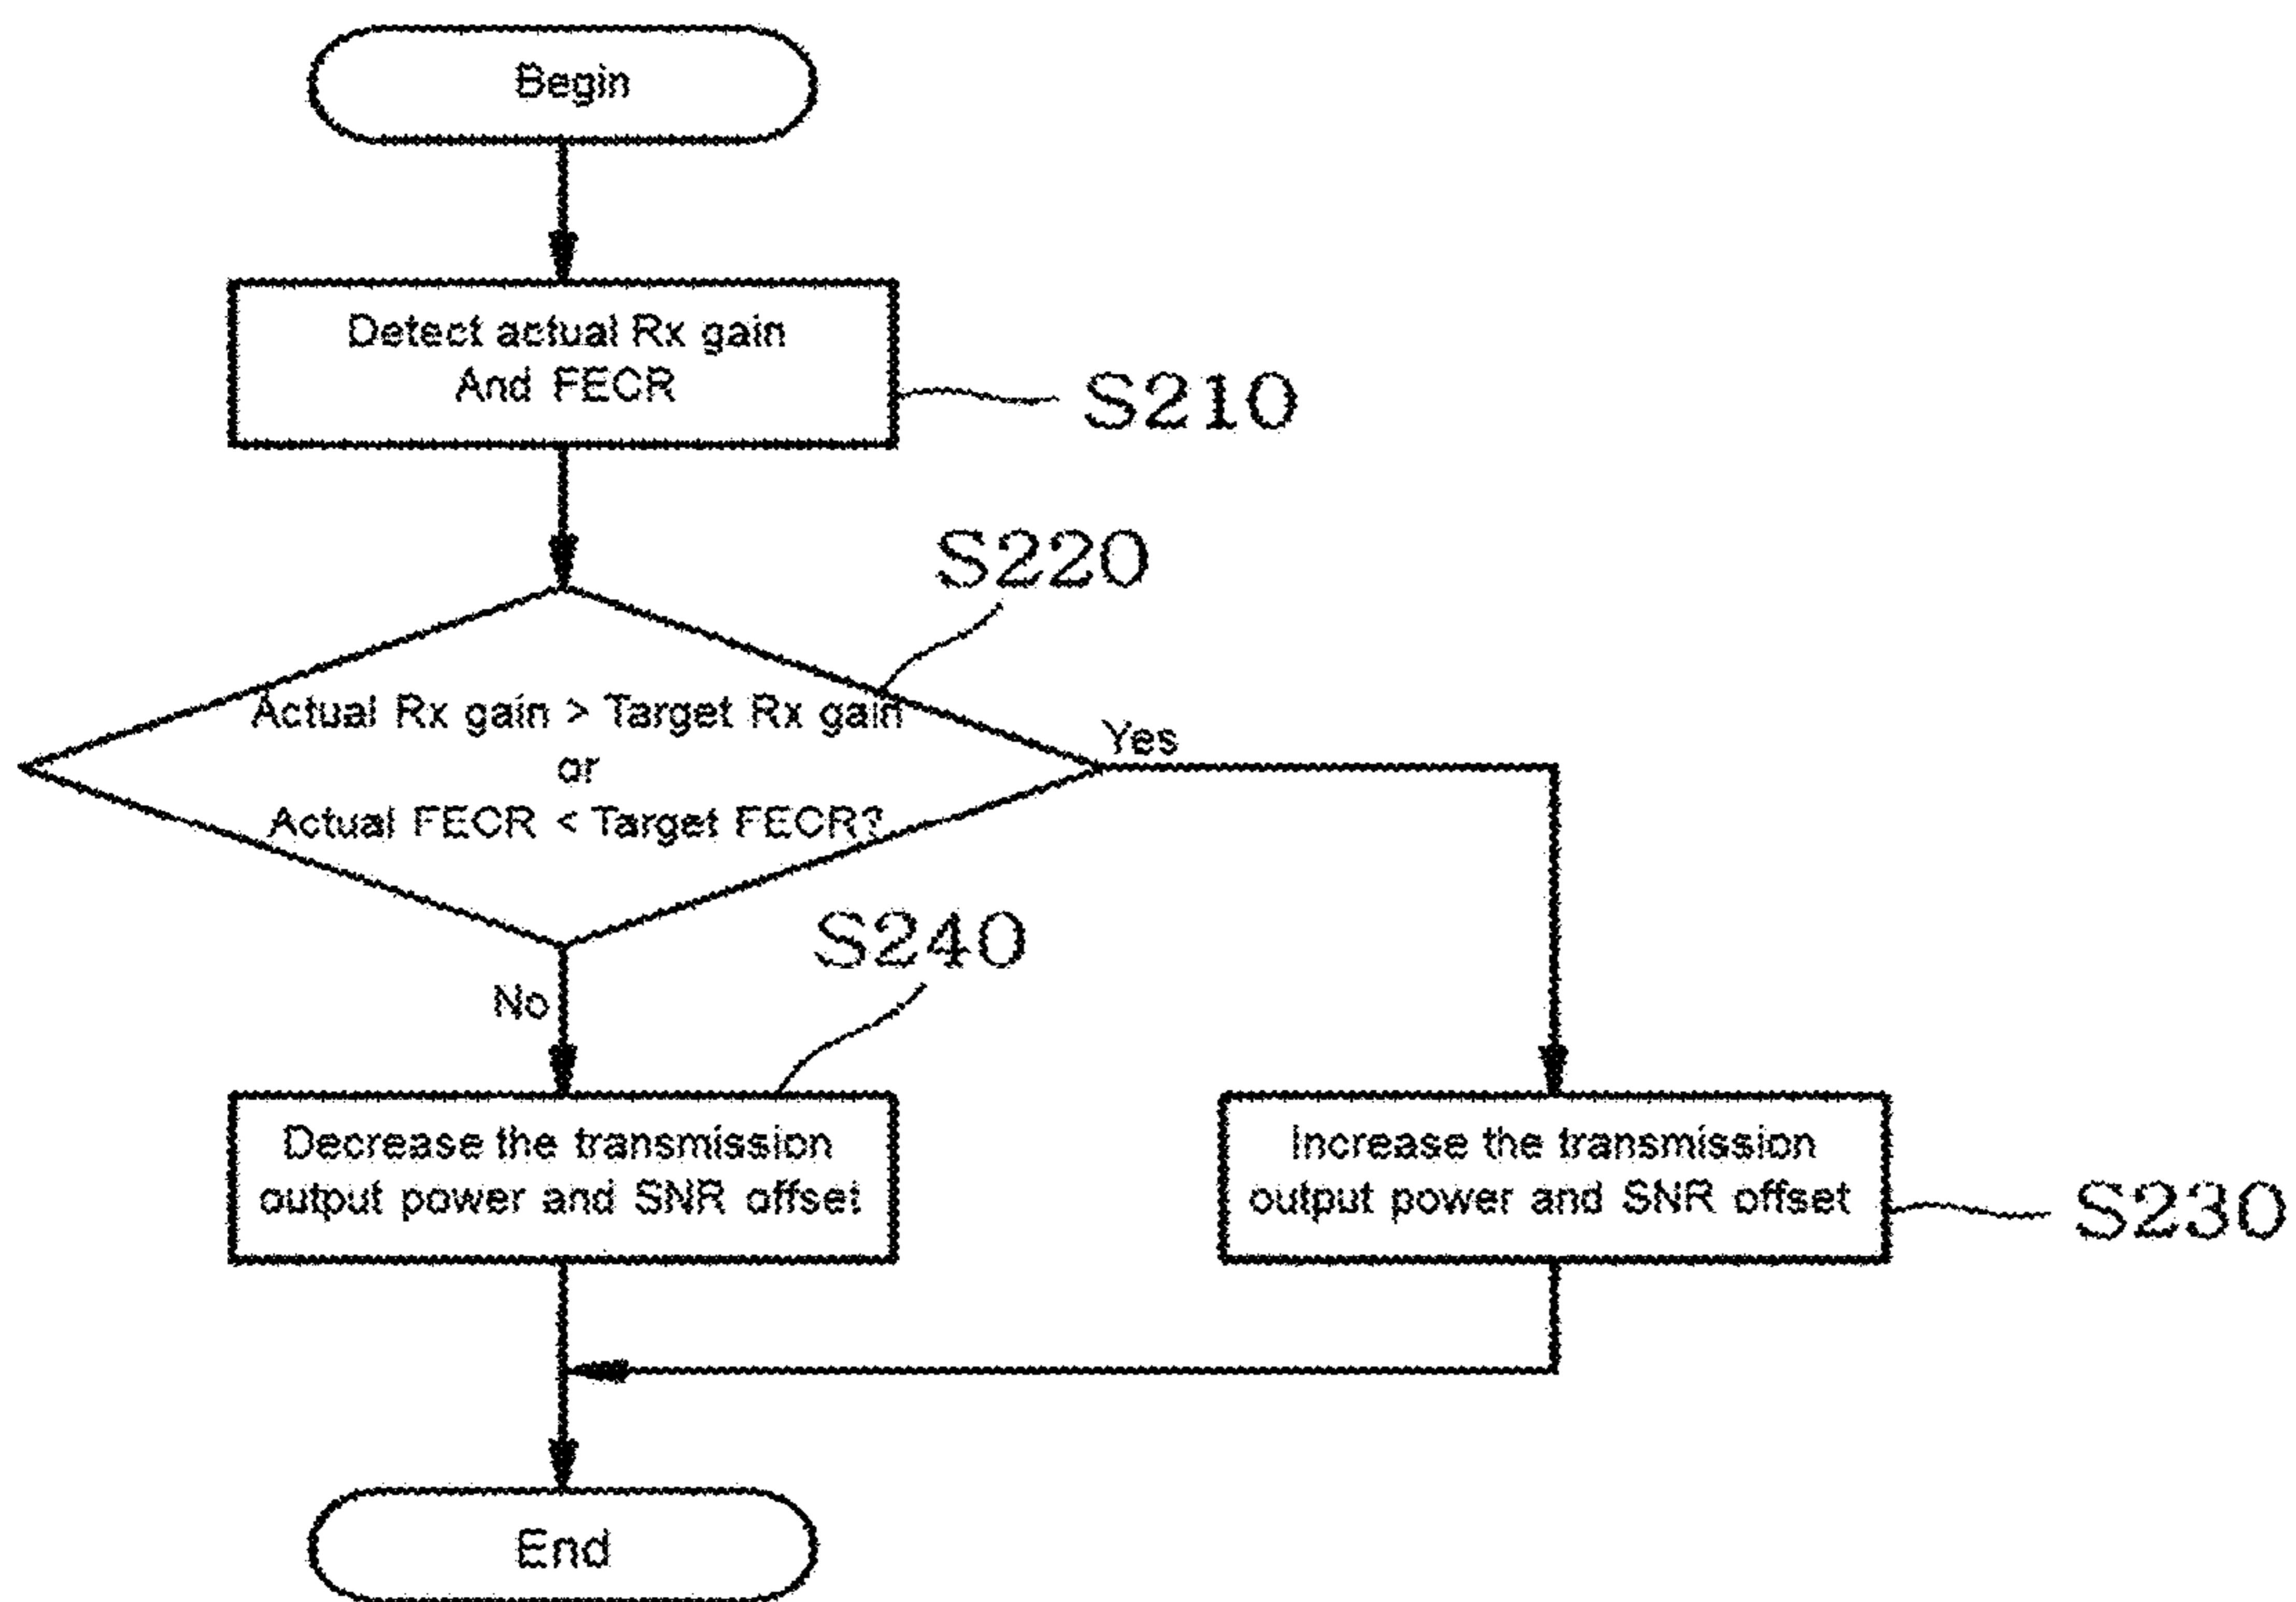 Begin
Detect actual Rx gain
And FECR
S210
S220
Actual Rx gain > Target Rx gain
or
Actual FECR < Target FECR?
Yes
S240
No
Decrease the transmission
output power and SNR offset
Increase the transmission
output power and SNR offset
S230
End